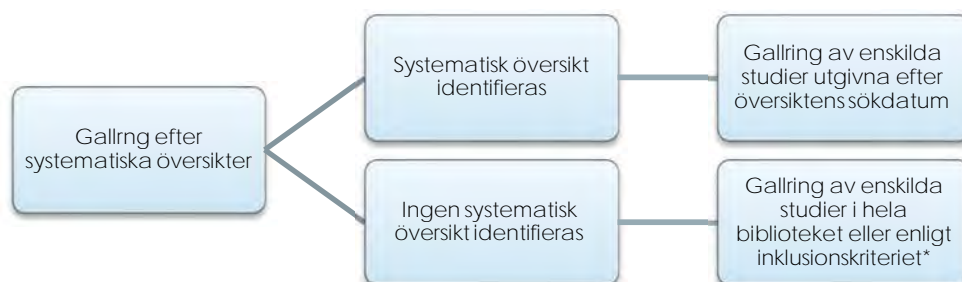 Gallrng efter
systematiska översikter
Systematisk översikt
identifieras
Gallring av enskilda
studier utgivna efter
översiktens sökdatum
Ingen systematisk
översikt identifieras
Gallring av enskilda
studier i hela
biblioteket eller enligt
inklusionskriteriet*